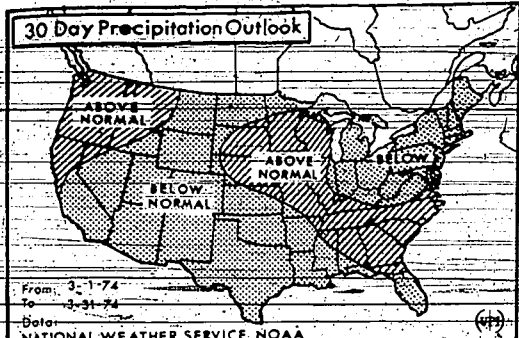 30 Day Precipitation Outlook
ABOVE
NORMAL
ABOVE
NORMAL
BELOW
BELOW
NORMAL
From: 3-1-74
To 3-31-74
Data:
NATIONAL WEATHER SERVICE, NOAA
UPI